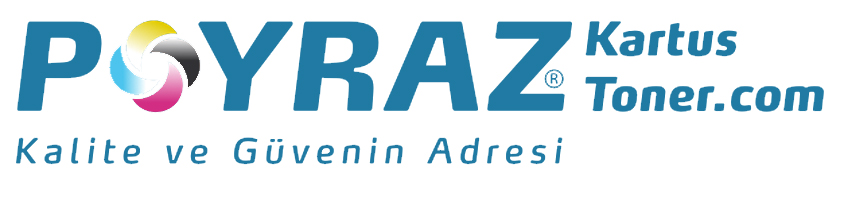 POYRAZ®
Kartus
Toner.com
Kalite ve Güvenin Adresi